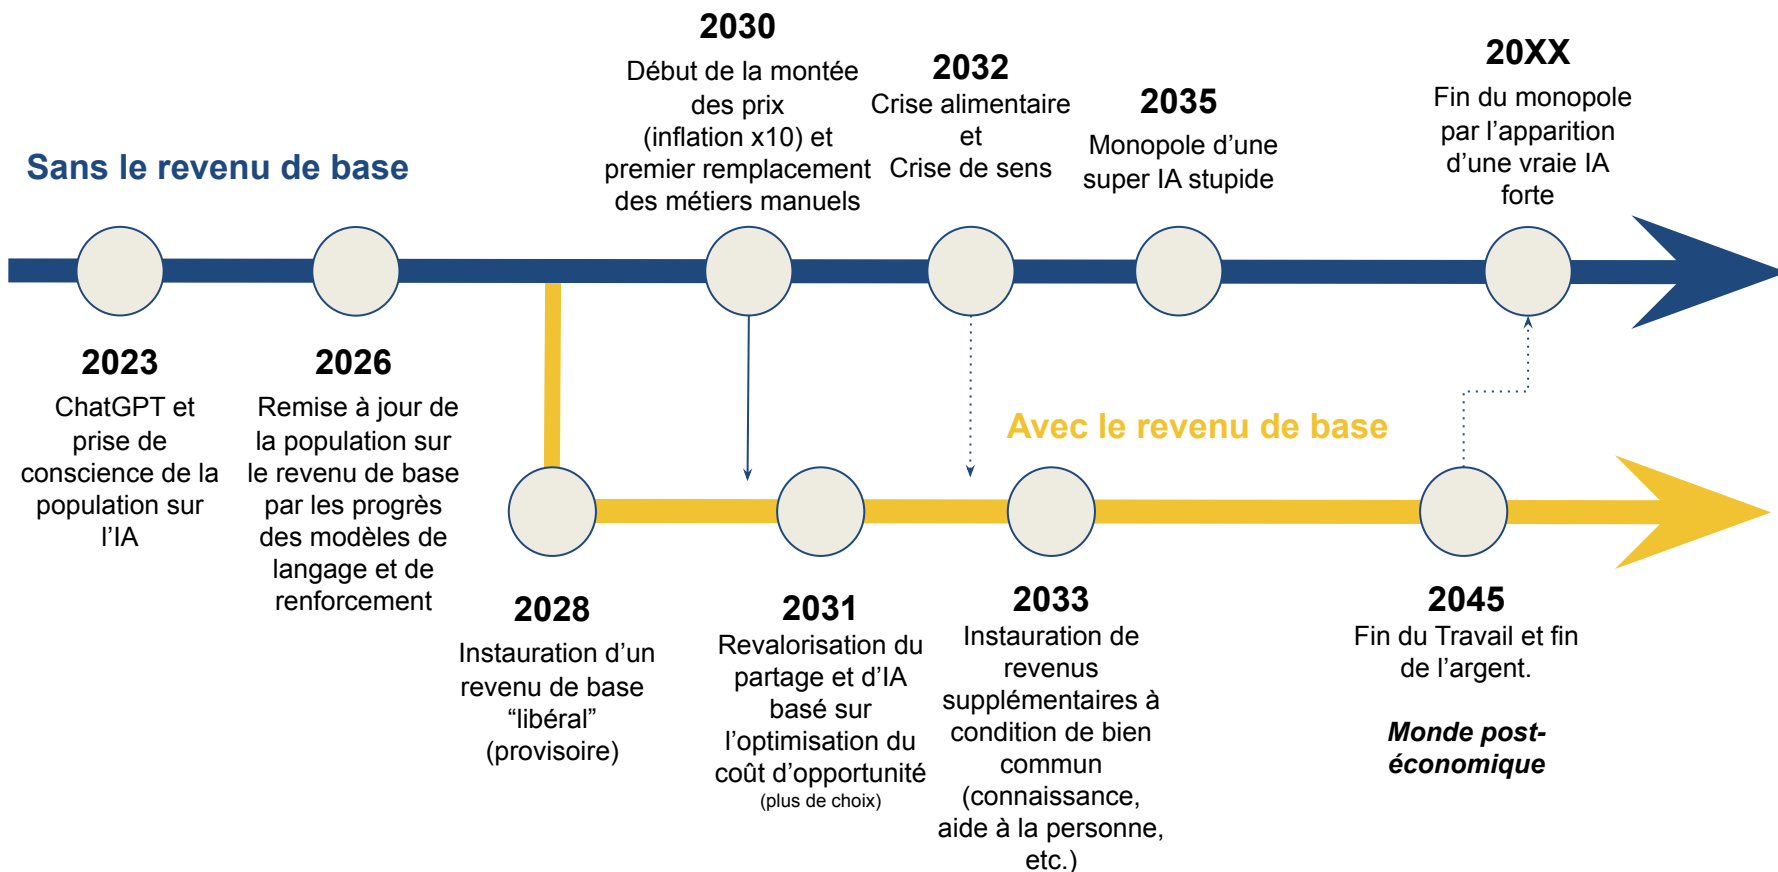 Sans le revenu de base
2023
ChatGPT et
prise de
conscience de la
population sur
l’IA
2026
Remise à jour de
la population sur
le revenu de base
par les progrès
des modèles de
langage et de
renforcement
2030
Début de la montée
des prix
(inflation x10) et
premier remplacement
des métiers manuels
2032
Crise alimentaire
et
Crise de sens
2035
Monopole d’une
super IA stupide
20XX
Fin du monopole
par l’apparition
d’une vraie IA
forte
Avec le revenu de base
2028
Instauration d’un
revenu de base
“libéral”
(provisoire)
2031
Revalorisation du
partage et d’IA
basé sur
l’optimisation du
coût d’opportunité
(plus de choix)
2033
Instauration de
revenus
supplémentaires à
condition de bien
commun
(connaissance,
aide à la personne,
etc.)
2045
Fin du Travail et fin
de l’argent.
Monde post-
économique